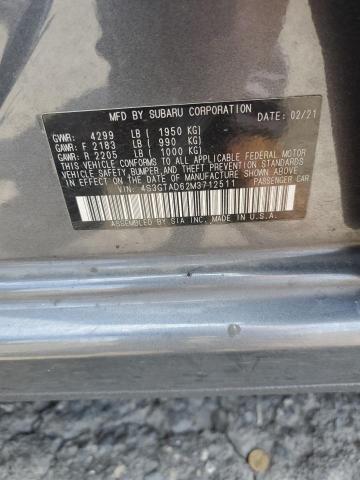 MFD BY SUBARU CORPORATION 02/21
GVWR: 4299 LB ( 1950 KG)
GAWR: F 2183 LB ( 990 KG)
GAWR: R 2205 LB ( 1000 KG)
THIS VEHICLE CONFORMS TO ALL APPLICABLE FEDERAL MOTOR
VEHICLE SAFETY, BUMPER, AND THEFT PREVENTION STANDARDS
IN EFFECT ON THE DATE OF MANUFACTURE SHOWN ABOVE.
VIN: 4S3GTAD62M3712511 PASSENGER CAR
ASSEMBLED BY SIA INC. MADE IN U.S.A.